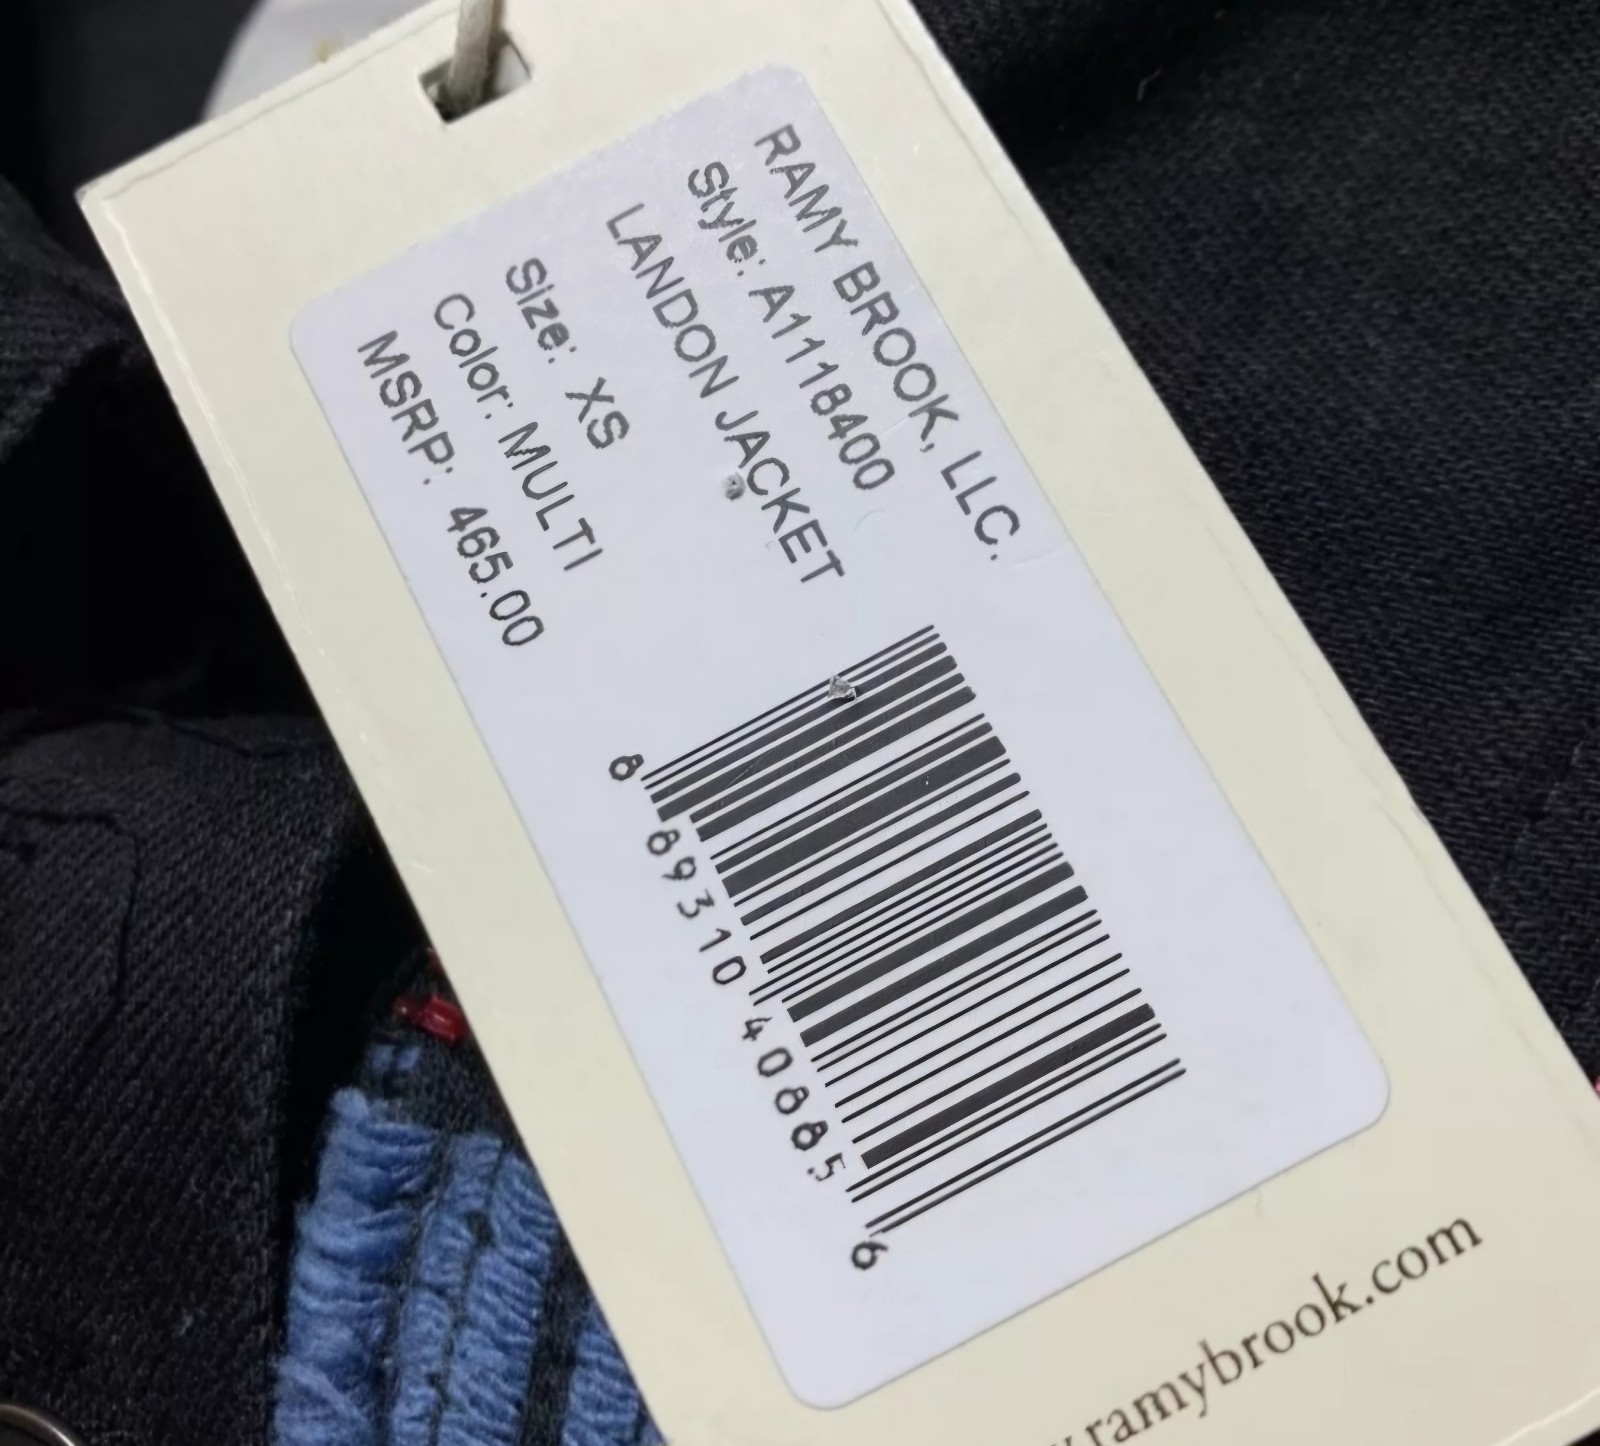 RAMY BROOK, LLC.
Style: A1118400
LANDON JACKET
Size: XS
Color: MULTI
MSRP: 465.00
8 89310 40885 6
.ramybrook.com